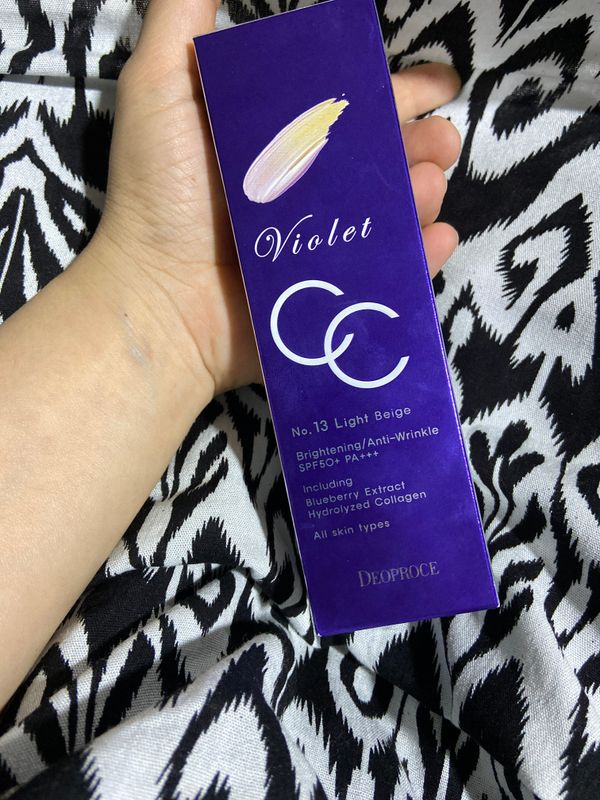 Violet
CC
No.13 Light Beige
Brightening/Anti-Wrinkle
SPF50+ PA+++
Including
Blueberry Extract
Hydrolyzed Collagen
All skin types
DEOPROCE